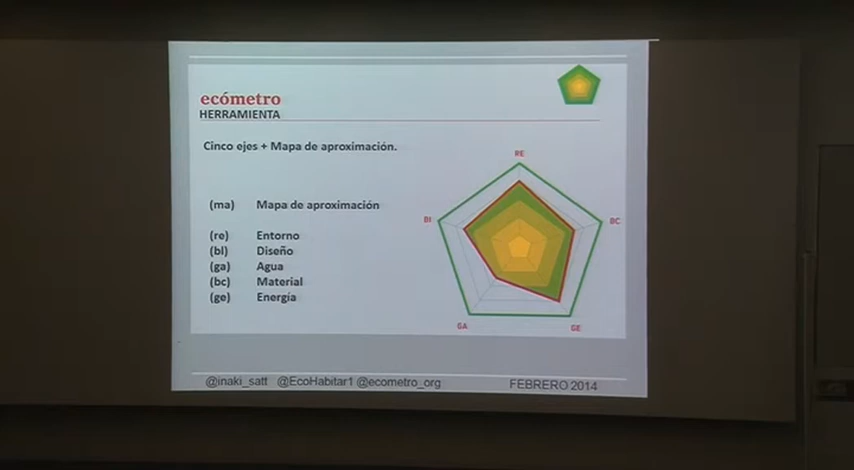 ecómetro
HERRAMIENTA
Cinco ejes + Mapa de aproximación.
(ma) Mapa de aproximación
(re) Entorno
(bI) Diseño
(ga) Agua
(bc) Material
(ge) Energía
RE
BI
BC
GA
GE
@inaki_satt @EcoHabitar1 @ecometro_org
FEBRERO 2014